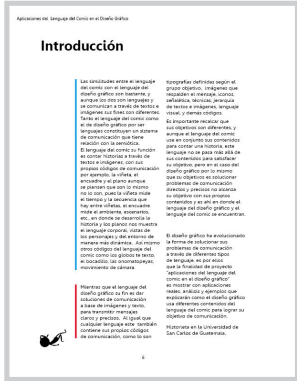 Aplicaciones del Lenguaje del Comic en el Diseño Gráfico
Introducción
Las similitudes entre el lenguaje
del comic con el lenguaje del
diseño gráfico son bastante, y
aunque los dos son lenguajes y
se comunican a través de textos e
imágenes sus fines son diferentes.
Tanto el lenguaje del comic como
el de diseño gráfico por ser
lenguajes constituyen un sistema
de comunicación que tiene
relación con la semiótica.
El lenguaje del comic su función
es contar historias a través de
textos e imágenes, con sus
propios códigos de comunicación
por ejemplo, la viñeta, el
encuadre y el plano aunque
se piensan que son lo mismo
no lo son, pues la viñeta mide
el tiempo y la secuencia que
hay entre viñetas, el encuadre
mide el ambiente, escenarios,
etc., en donde se desarrolla la
historia y los planos nos muestra
el lenguaje corporal, vistas de
los personajes y del entorno de
manera más dinámica. Así mismo
otros códigos del lenguaje del
comic como los globos te texto,
el bocadillo, las onomatopeyas,
movimiento de cámara.
Mientras que el lenguaje del
diseño gráfico su fin es dar
soluciones de comunicación
a base de imágenes y texto,
para transmitir mensajes
claros y precisos. Al igual que
cualquier lenguaje este también
contiene sus propios códigos
de comunicación, como lo son
tipografías definidas según el
grupo objetivo, imágenes que
respalden el mensaje, iconos,
señalética, técnicas, jerarquía
de textos e imágenes, lenguaje
visual, y demás códigos.
Es importante recalcar que
sus objetivos son diferentes, y
aunque el lenguaje del comic
use en conjunto sus contenidos
para contar una historia, este
lenguaje no se pasa más allá de
sus contenidos para satisfacer
su objetivo, pero en el caso del
diseño gráfico por lo mismo
que su objetivos es solucionar
problemas de comunicación
directos y precisos no alcanza
su objetivo con sus propios
contenidos y es ahí en donde el
lenguaje del diseño gráfico y el
lenguaje del comic se encuentran.
El diseño gráfico ha evolucionado
la forma de solucionar sus
problemas de comunicación
a través de diferentes tipos
de lenguaje, es por ellos
que la finalidad de proyecto
"aplicaciones del lenguaje del
comic en el diseño gráfico"
es mostrar con aplicaciones
reales, análisis y ejemplos que
explicarán como el diseño gráfico
usa diferentes contenidos del
lenguaje del comic para lograr su
objetivo de comunicación.
Historieta en la Universidad de
San Carlos de Guatemala,